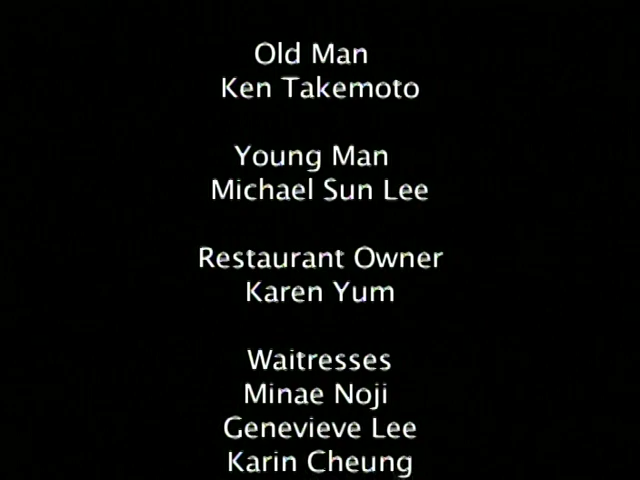 Old Man
Ken Takemoto
Young Man
Michael Sun Lee
Restaurant Owner
Karen Yum
Waitresses
Minae Noji
Genevieve Lee
Karin Cheung